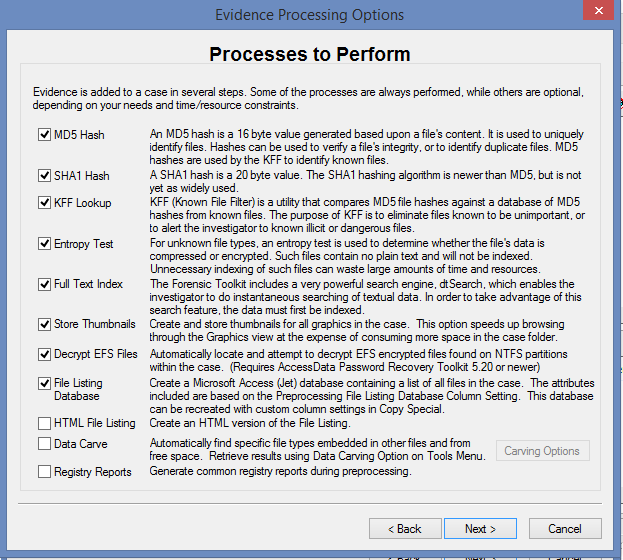 Evidence Processing Options
Processes to Perform
Evidence is added to a case in several steps. Some of the processes are always performed, while others are optional,
depending on your needs and time/resource constraints.
MD5 Hash
An MD5 hash is a 16 byte value generated based upon a file's content. It is used to uniquely
identify files. Hashes can be used to verify a file's integrity, or to identify duplicate files. MD5
hashes are used by the KFF to identify known files.
SHA1 Hash
A SHA1 hash is a 20 byte value. The SHA1 hashing algorithm is newer than MD5, but is not
yet as widely used.
KFF Lookup
KFF (Known File Filter) is a utility that compares MD5 file hashes against a database of MD5
hashes from known files. The purpose of KFF is to eliminate files known to be unimportant, or
to alert the investigator to known illicit or dangerous files.
Entropy Test
For unknown file types, an entropy test is used to determine whether the file's data is
compressed or encrypted. Such files contain no plain text and will not be indexed.
Unnecessary indexing of such files can waste large amounts of time and resources.
Full Text Index
The Forensic Toolkit includes a very powerful search engine, dtSearch, which enables the
investigator to do instantaneous searching of textual data. In order to take advantage of this
search feature, the data must first be indexed.
Store Thumbnails
Create and store thumbnails for all graphics in the case. This option speeds up browsing
through the Graphics view at the expense of consuming more space in the case folder.
Decrypt EFS Files
Automatically locate and attempt to decrypt EFS encrypted files found on NTFS partitions
within the case. (Requires AccessData Password Recovery Toolkit 5.20 or newer)
File Listing
Database
Create a Microsoft Access (Jet) database containing a list of all files in the case. The attributes
included are based on the Preprocessing File Listing Database Column Setting. This database
can be recreated with custom column settings in Copy Special.
HTML File Listing
Create an HTML version of the File Listing.
Data Carve
Automatically find specific file types embedded in other files and from
free space. Retrieve results using Data Carving Option on Tools Menu.
Carving Options
Registry Reports
Generate common registry reports during preprocessing.
< Back
Next >
Cancel